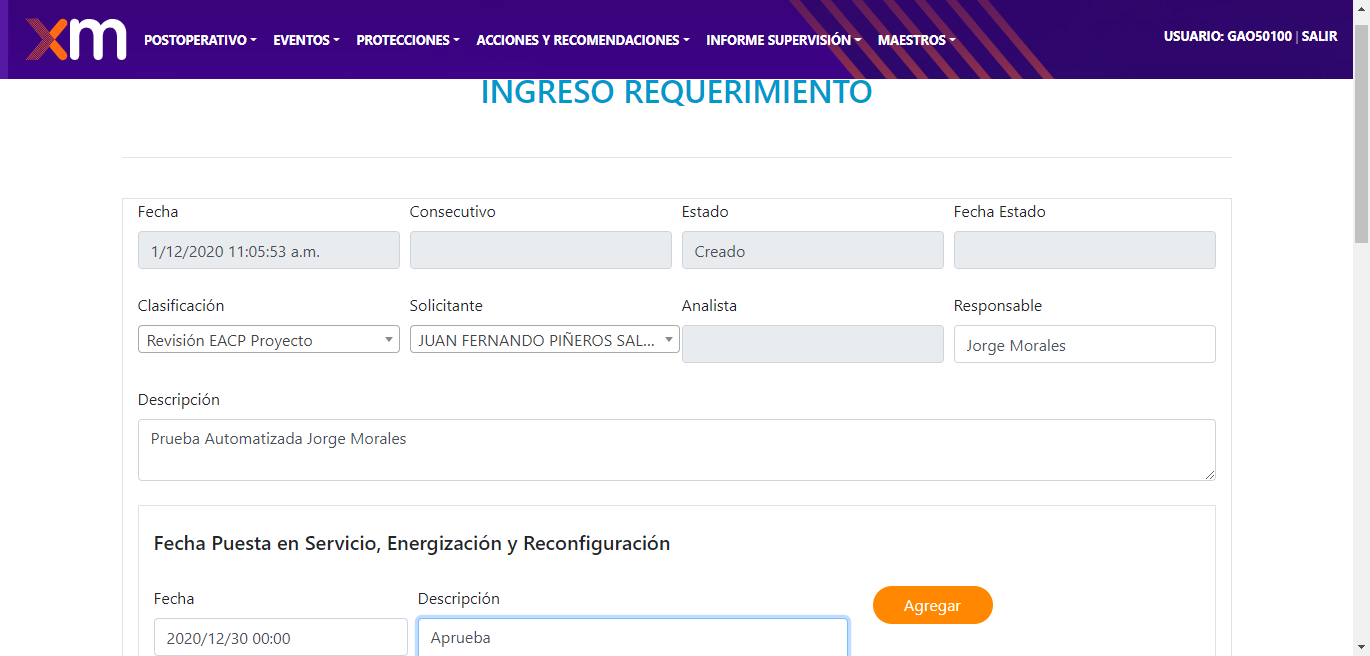 xm POSTOPERATIVO EVENTOS PROTECCIONES ACCIONES Y RECOMENDACIONES INFORME SUPERVISIÓN MAESTROS USUARIO: GAO50100 | SALIR
INGRESO REQUERIMIENTO
Fecha Consecutivo Estado Fecha Estado
1/12/2020 11:05:53 a.m. Creado
Clasificación Solicitante Analista Responsable
Revisión EACP Proyecto JUAN FERNANDO PIÑEROS SAL... Jorge Morales
Descripción
Prueba Automatizada Jorge Morales
Fecha Puesta en Servicio, Energización y Reconfiguración
Fecha Descripción Agregar
2020/12/30 00:00 Aprueba